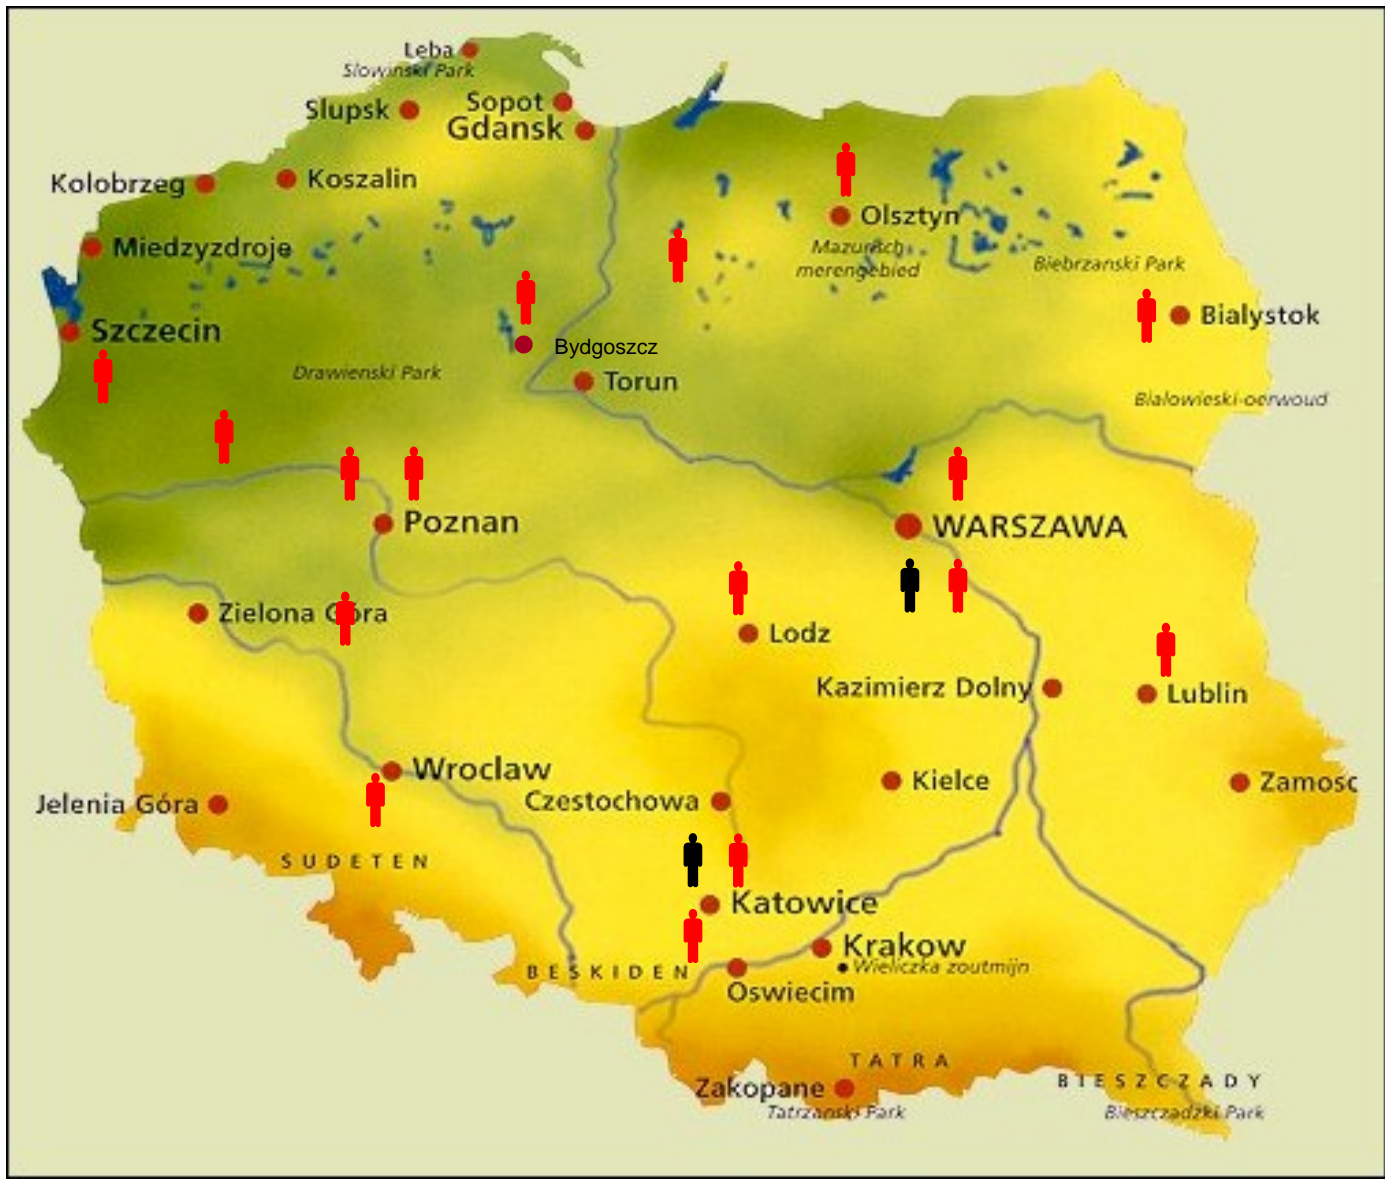 Leba
Slowinski Park
Slupsk
Sopot
Gdansk
Kolobrzeg
Koszalin
Olsztyn
Miedzyzdroje
Mazurisch
merengebied
Biebrzanski Park
Szczecin
Bialystok
Bydgoszcz
Drawienski Park
Torun
Bialowieski-oerwoud
Poznan
WARSZAWA
Zielona Góra
Lodz
Kazimierz Dolny
Lublin
Wroclaw
Kielce
Zamosc
Jelenia Góra
Czestochowa
SUDETEN
Katowice
Krakow
Wieliczka zoutmijn
BESKIDEN
Oswiecim
TATRA
Zakopane
BIESZCZADY
Tatrzanski Park
Bieszczadzki Park